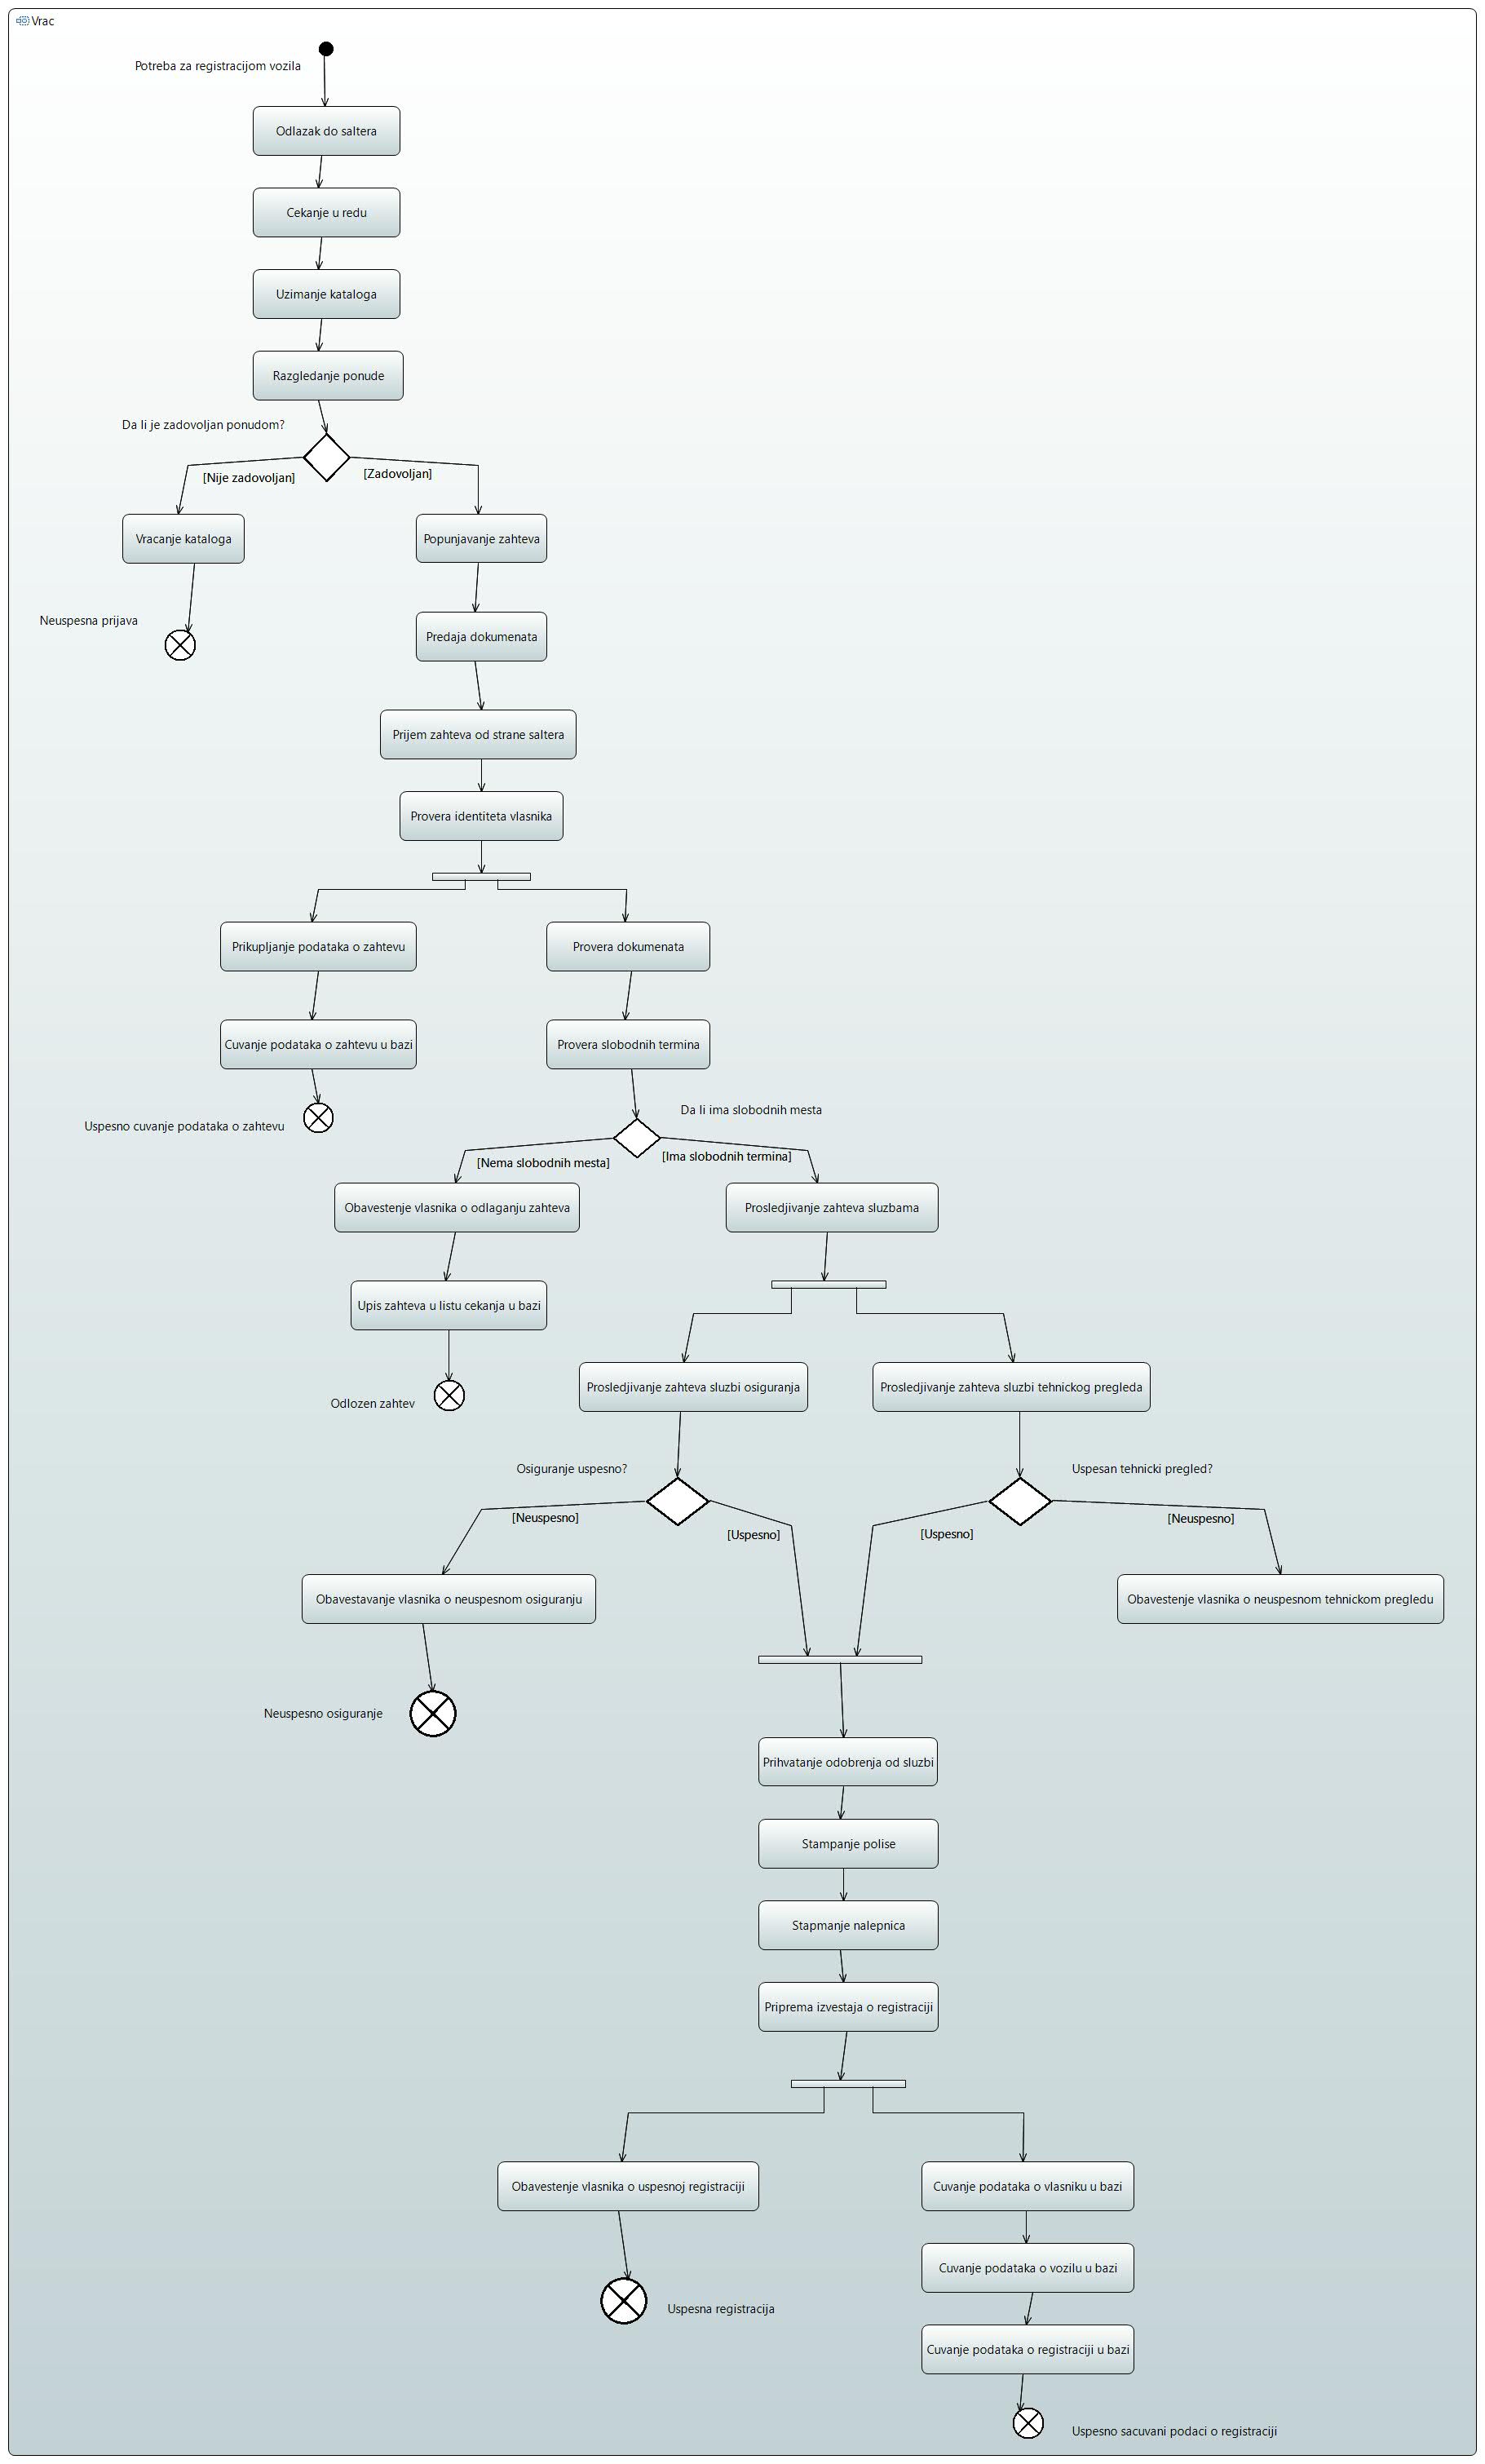 Vrac
Potreba za registracijom vozila
Odlazak do saltera
Cekanje u redu
Uzimanje kataloga
Razgledanje ponude
Da li je zadovoljan ponudom?
[Nije zadovoljan]
[Zadovoljan]
Vracanje kataloga
Popunjavanje zahteva
Neuspesna prijava
Predaja dokumenata
Prijem zahteva od strane saltera
Provera identiteta vlasnika
Prikupljanje podataka o zahtevu
Provera dokumenata
Cuvanje podataka o zahtevu u bazi
Provera slobodnih termina
Uspesno cuvanje podataka o zahtevu
Da li ima slobodnih mesta
[Nema slobodnih mesta]
[Ima slobodnih termina]
Obavestenje vlasnika o odlaganju zahteva
Prosledjivanje zahteva sluzbama
Upis zahteva u listu cekanja u bazi
Odlozen zahtev
Prosledjivanje zahteva sluzbi osiguranja
Prosledjivanje zahteva sluzbi tehnickog pregleda
Osiguranje uspesno?
Uspesan tehnicki pregled?
[Neuspesno]
[Uspesno]
[Uspesno]
[Neuspesno]
Obavestavanje vlasnika o neuspesnom osiguranju
Obavestenje vlasnika o neuspesnom tehnickom pregledu
Neuspesno osiguranje
Prihvatanje odobrenja od sluzbi
Stampanje polise
Stapmanje nalepnica
Priprema izvestaja o registraciji
Obavestenje vlasnika o uspesnoj registraciji
Cuvanje podataka o vlasniku u bazi
Cuvanje podataka o vozilu u bazi
Uspesna registracija
Cuvanje podataka o registraciji u bazi
Uspesno sacuvani podaci o registraciji